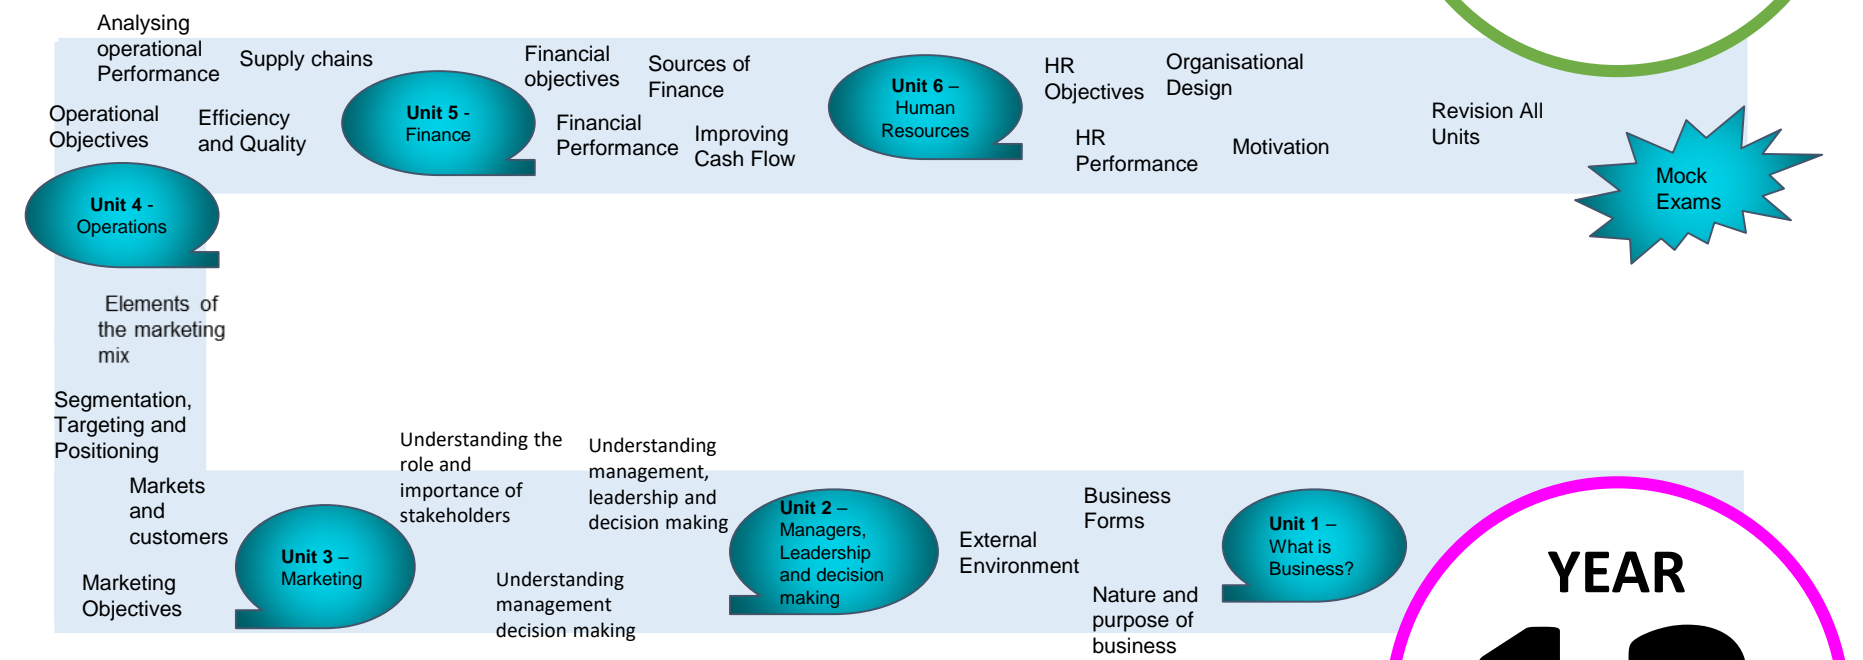 Analysing
operational
Performance
Supply chains
Operational
Objectives
Efficiency
and Quality
Unit 5 -
Finance
Financial
objectives
Sources of
Finance
Financial
Performance
Improving
Cash Flow
Unit 6 –
Human
Resources
HR
Objectives
Organisational
Design
HR
Performance
Motivation
Revision All
Units
Mock
Exams
Unit 4 -
Operations
Elements of
the marketing
mix
Segmentation,
Targeting and
Positioning
Markets
and
customers
Marketing
Objectives
Unit 3 –
Marketing
Understanding the
role and
importance of
stakeholders
Understanding
management,
leadership and
decision making
Understanding
management
decision making
Unit 2 –
Managers,
Leadership
and decision
making
External
Environment
Business
Forms
Nature and
purpose of
business
Unit 1 –
What is
Business?
YEAR